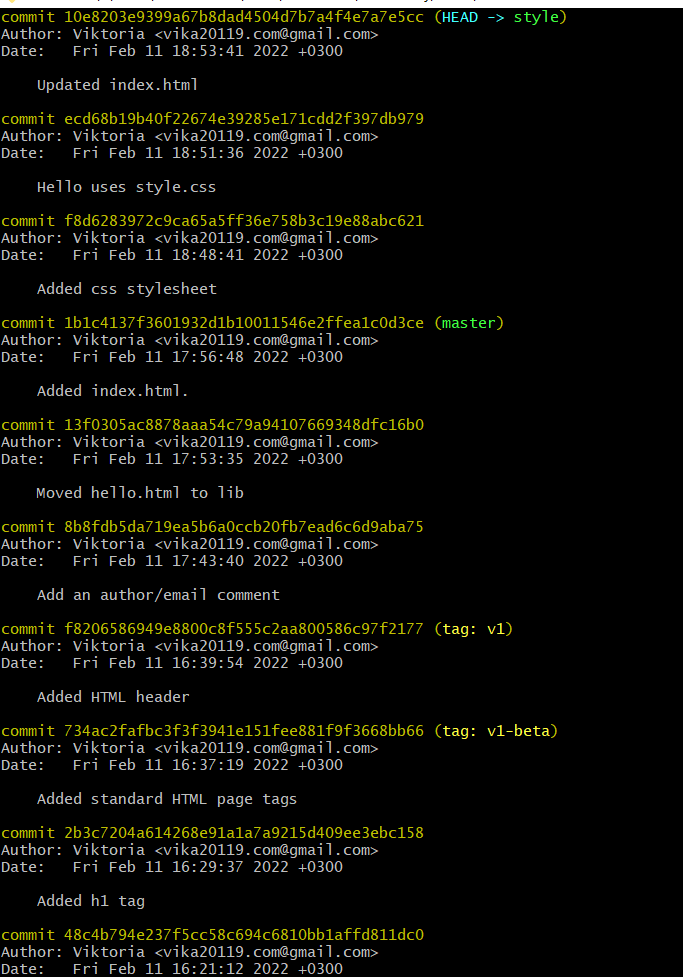 commit 10e8203e9399a67b8dad4504d7b7a4f4e7a7e5cc (HEAD -> style)
Author: Viktoria <vika20119.com@gmail.com>
Date:   Fri Feb 11 18:53:41 2022 +0300
Updated index.html
commit ecd68b19b40f22674e39285e171cdd2f397db979
Author: Viktoria <vika20119.com@gmail.com>
Date:   Fri Feb 11 18:51:36 2022 +0300
Hello uses style.css
commit f8d6283972c9ca65a5ff36e758b3c19e88abc621
Author: Viktoria <vika20119.com@gmail.com>
Date:   Fri Feb 11 18:48:41 2022 +0300
Added css stylesheet
commit 1b1c4137f3601932d1b10011546e2ffea1c0d3ce (master)
Author: Viktoria <vika20119.com@gmail.com>
Date:   Fri Feb 11 17:56:48 2022 +0300
Added index.html.
commit 13f0305ac8878aaa54c79a94107669348dfc16b0
Author: Viktoria <vika20119.com@gmail.com>
Date:   Fri Feb 11 17:53:35 2022 +0300
Moved hello.html to lib
commit 8b8fdb5da719ea5b6a0ccb20fb7ead6c6d9aba75
Author: Viktoria <vika20119.com@gmail.com>
Date:   Fri Feb 11 17:43:40 2022 +0300
Add an author/email comment
commit f8206586949e8800c8f555c2aa800586c97f2177 (tag: v1)
Author: Viktoria <vika20119.com@gmail.com>
Date:   Fri Feb 11 16:39:54 2022 +0300
Added HTML header
commit 734ac2fafbc3f3f3941e151fee881f9f3668bb66 (tag: v1-beta)
Author: Viktoria <vika20119.com@gmail.com>
Date:   Fri Feb 11 16:37:19 2022 +0300
Added standard HTML page tags
commit 2b3c7204a614268e91a1a7a9215d409ee3ebc158
Author: Viktoria <vika20119.com@gmail.com>
Date:   Fri Feb 11 16:29:37 2022 +0300
Added h1 tag
commit 48c4b794e237f5cc58c694c6810bb1affd811dc0
Author: Viktoria <vika20119.com@gmail.com>
Date:   Fri Feb 11 16:21:12 2022 +0300